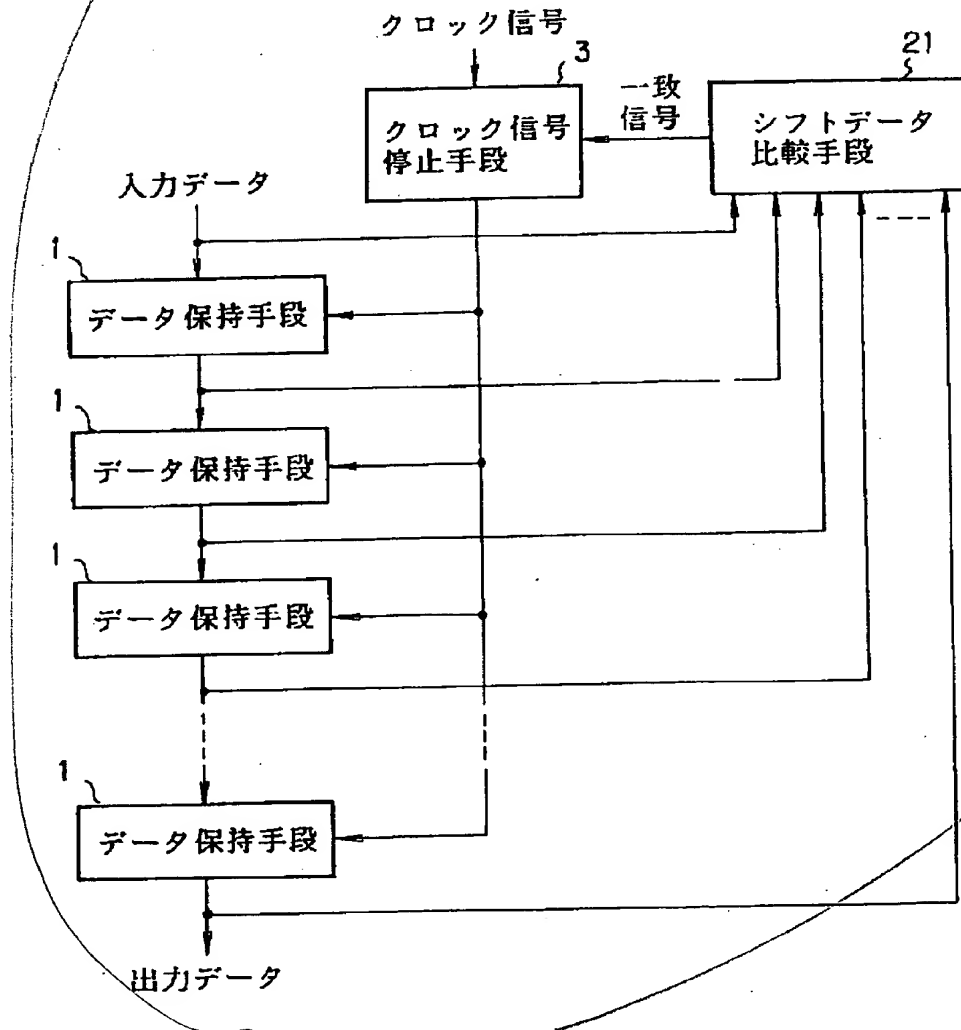 クロック信号
3
21
クロック信号
停止手段
一致
信号
シフトデータ
比較手段
入力データ
1
データ保持手段
1
データ保持手段
1
データ保持手段
1
データ保持手段
出力データ